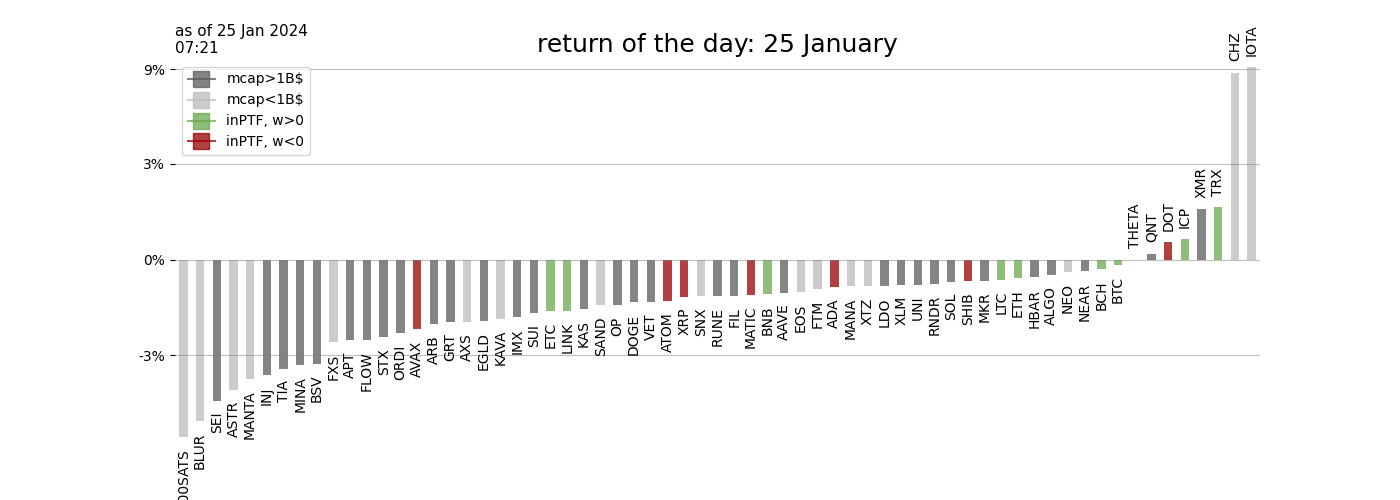 as of 25 Jan 2024
07:21
return of the day: 25 January
9%
3%
0%
-3%
mcap>1B$
mcap<1B$
inPTF, w>0
inPTF, w<0
00SATS
BLUR
SEI
ASTR
MANTA
INJ
TIA
MINA
BSV
FXS
APT
FLOW
STX
ORDI
AVAX
ARB
GRT
AXS
EGLD
KAVA
IMX
SUI
ETC
LINK
KAS
SAND
OP
DOGE
VET
ATOM
XRP
SNX
RUNE
FIL
MATIC
BNB
AAVE
EOS
FTM
ADA
MANA
XTZ
LDO
XLM
UNI
RNDR
SOL
SHIB
MKR
LTC
ETH
HBAR
ALGO
NEO
NEAR
BCH
BTC
THETA
QNT
DOT
ICP
XMR
TRX
CHZ
IOTA